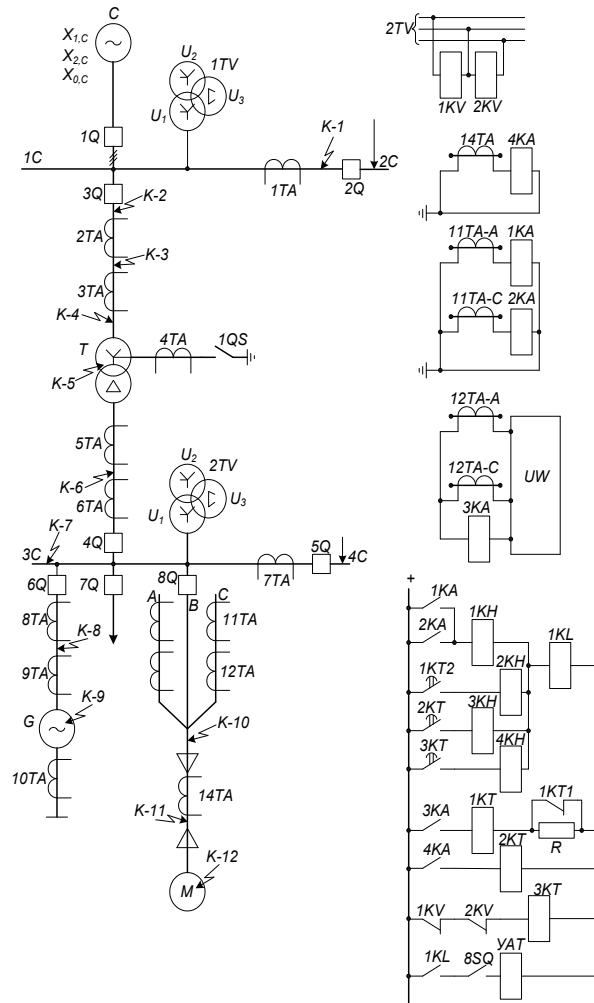 C
X1,C
X2,C
X0,C
U2
1TV
U1
U3
K-1
1Q
1C
2C
1TA
2Q
3Q
K-2
2TA
K-3
3TA
K-4
T
4TA
1QS
K-5
5TA
K-6
6TA
U2
2TV
U1
U3
K-7
4Q
5Q
3C
4C
6Q
7Q
8Q
7TA
A
B
C
8TA
11TA
K-8
9TA
12TA
G
K-9
K-10
10TA
14TA
K-11
K-12
M
2TV
1KV
2KV
14TA
4KA
11TA-A
1KA
11TA-C
2KA
12TA-A
12TA-C
UW
3KA
+
1KA
1KH
1KL
2KA
1KT2
2KH
2KT
3KH
3KT
4KH
1KT1
3KA
1KT
R
4KA
2KT
1KV
2KV
3KT
1KL
8SQ
УАТ